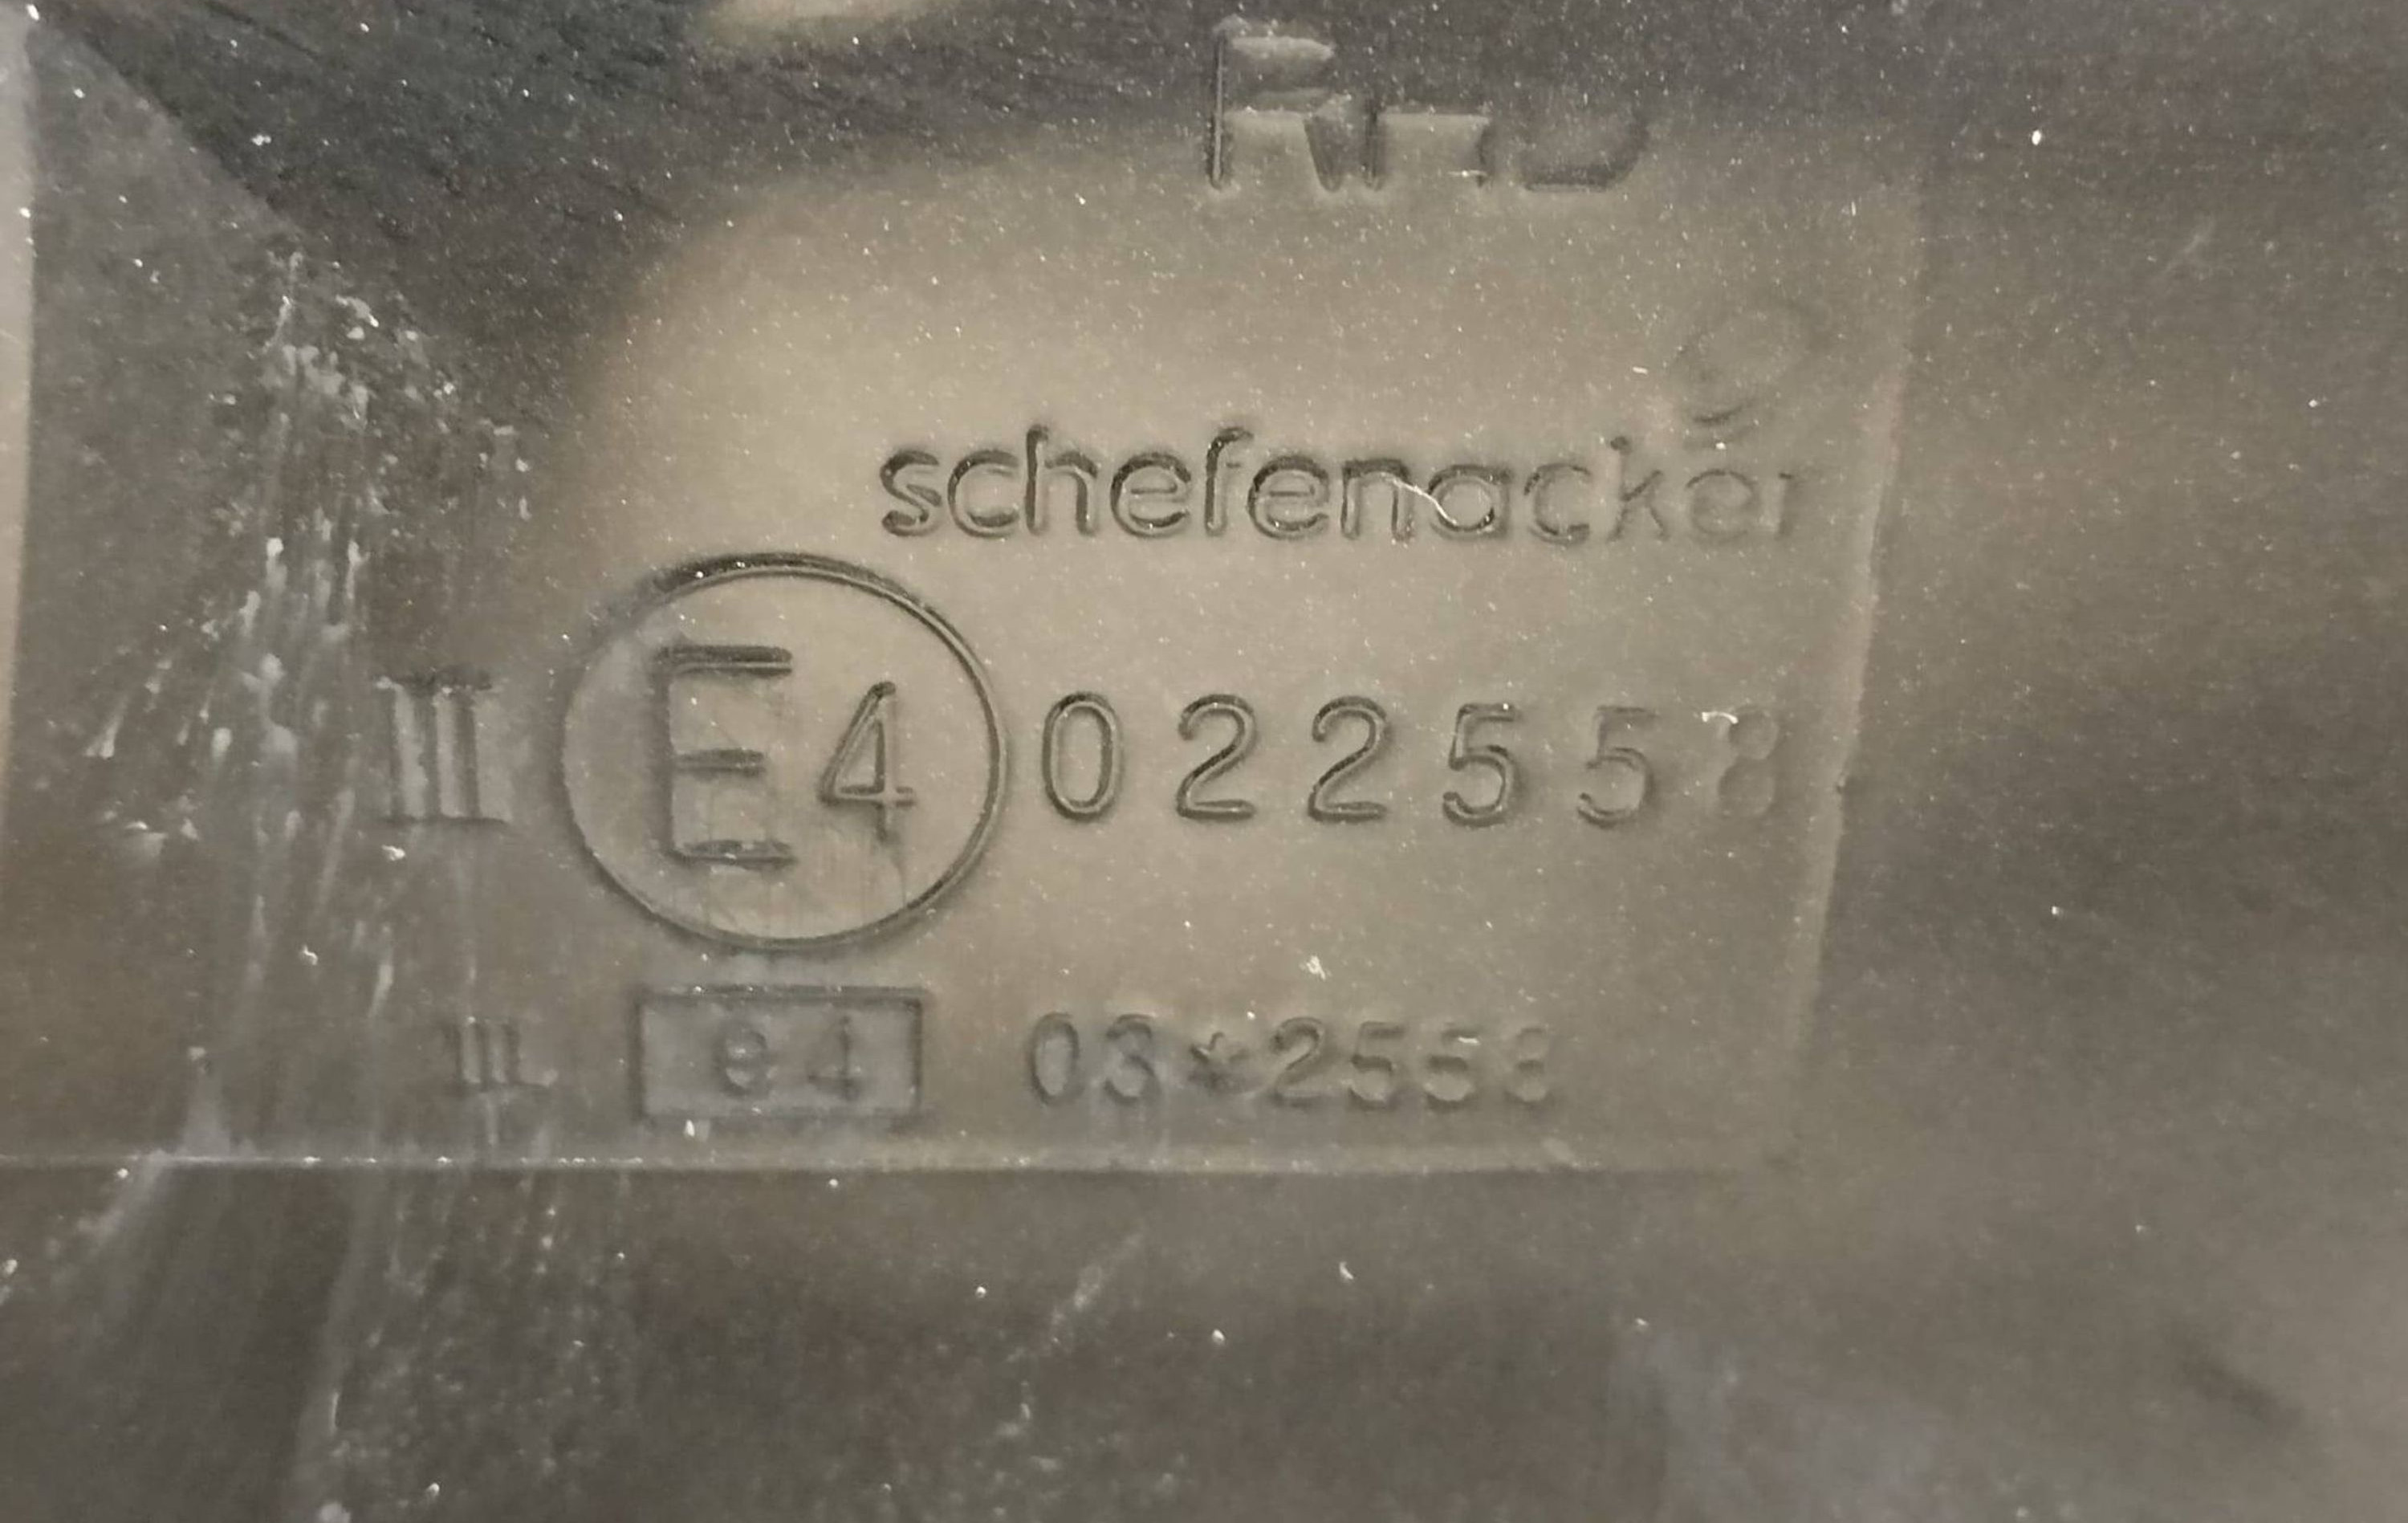 RHD
schefenacker
III E4 022558
III e4 03*2558